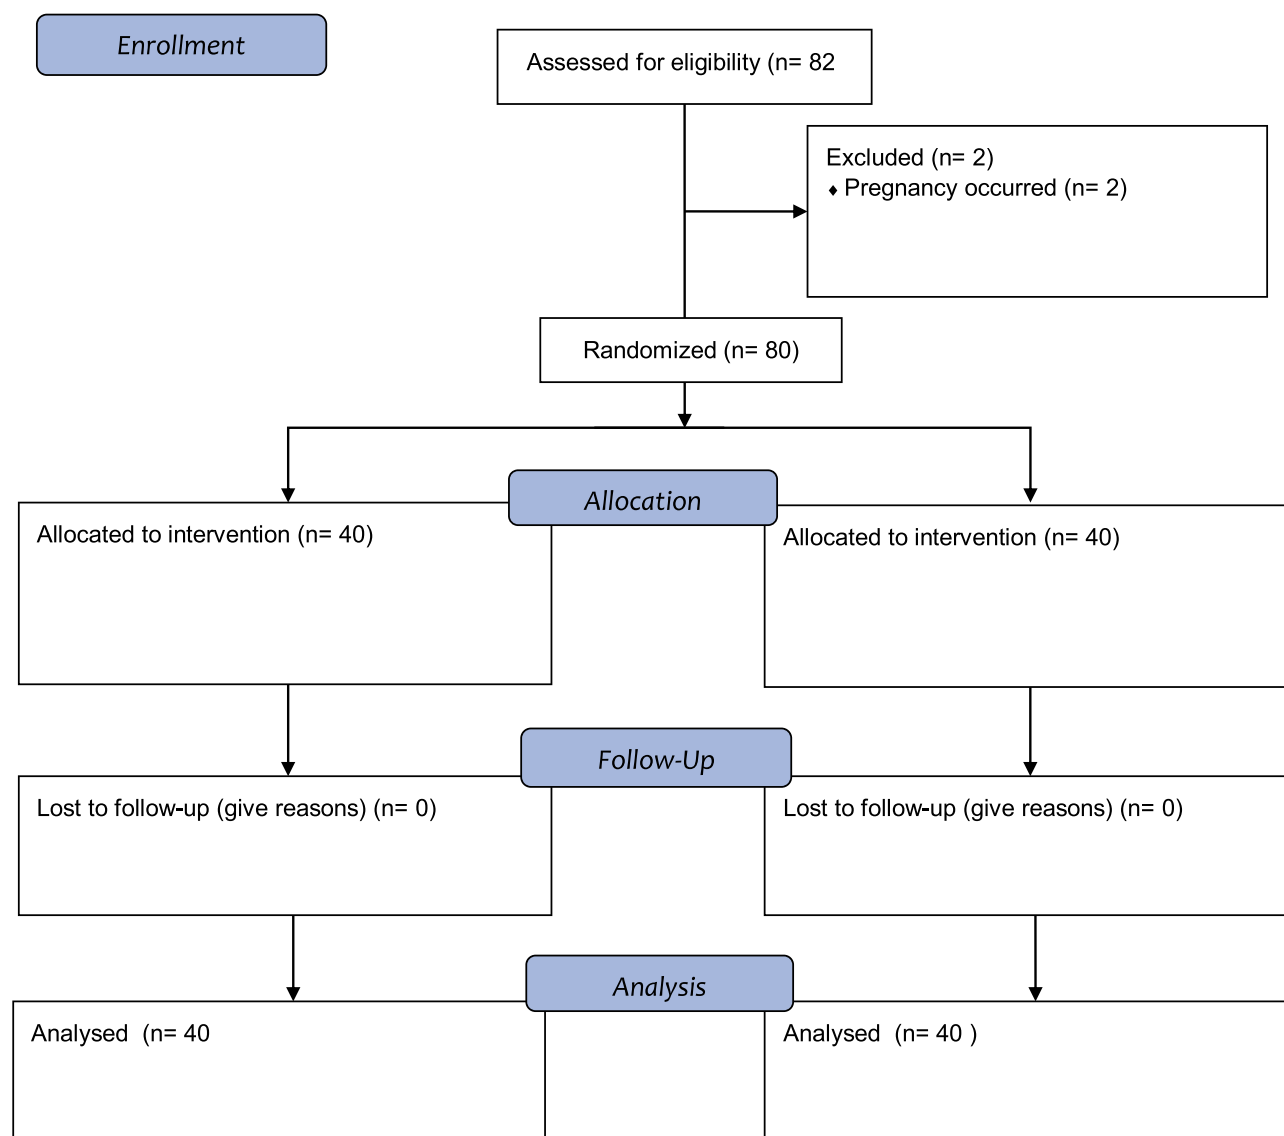 Enrollment
Assessed for eligibility (n= 82
Excluded (n= 2)
♦ Pregnancy occurred (n= 2)
Randomized (n= 80)
Allocation
Allocated to intervention (n= 40)
Allocated to intervention (n= 40)
Follow-Up
Lost to follow-up (give reasons) (n= 0)
Lost to follow-up (give reasons) (n= 0)
Analysis
Analysed  (n= 40
Analysed  (n= 40 )